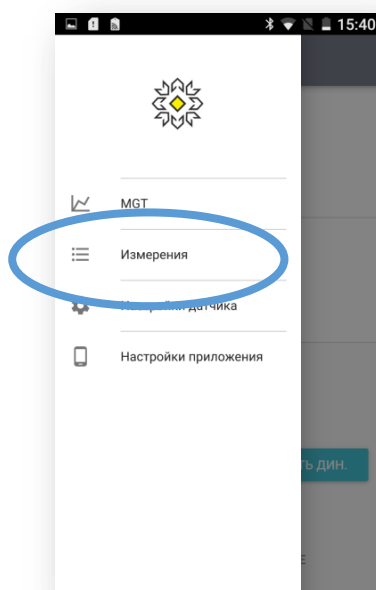 15:40
MGT
Измерения
Настройки датчика
Настройки приложения
ТЬ ДИН.
Е